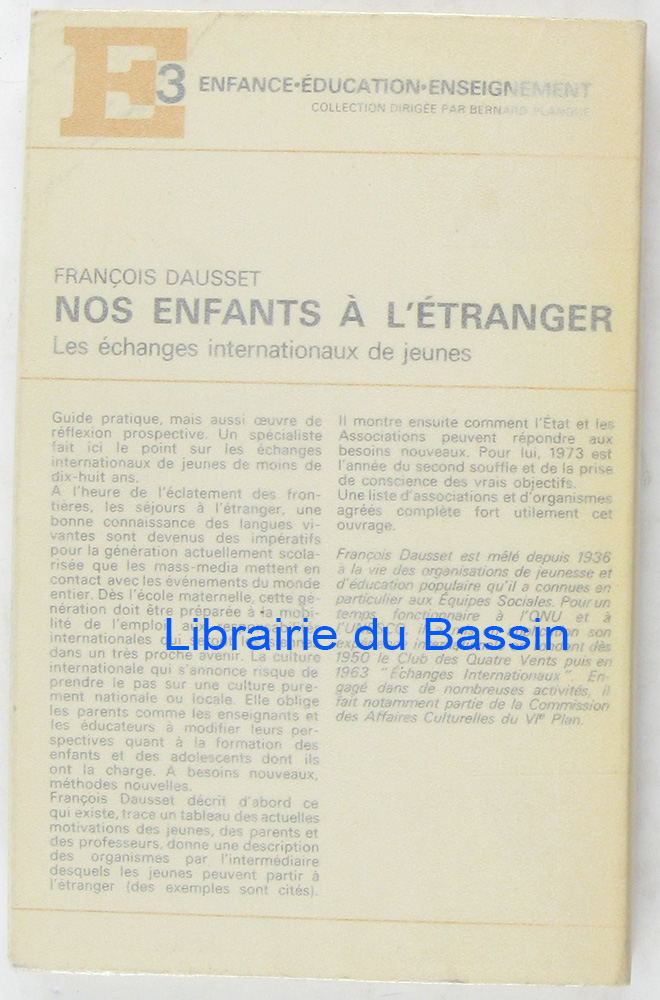 E3 ENFANCE•ÉDUCATION•ENSEIGNEMENT
COLLECTION DIRIGÉE PAR BERNARD PLANQUE
FRANÇOIS DAUSSET
NOS ENFANTS À L'ÉTRANGER
Les échanges internationaux de jeunes
Guide pratique, mais aussi œuvre de
réflexion prospective. Un spécialiste
fait ici le point sur les échanges
internationaux de jeunes de moins de
dix-huit ans.
A l'heure de l'éclatement des fron-
tières, les séjours à l'étranger, une
bonne connaissance des langues vi-
vantes sont devenus des impératifs
pour la génération actuellement scola-
risée que les mass-media mettent en
contact avec les événements du monde
entier. Dès l'école maternelle, cette gé-
nération doit être préparée à la mobi-
lité de l'emploi
internationales qui
dans un très proche avenir. La culture
internationale qui s'annonce risque de
prendre le pas sur une culture pure-
ment nationale ou locale. Elle oblige
les parents comme les enseignants et
les éducateurs à modifier leurs per-
spectives quant à la formation des
enfants et des adolescents dont ils
ont la charge. A besoins nouveaux,
méthodes nouvelles.
François Dausset décrit d'abord ce
qui existe, trace un tableau des actuelles
motivations des jeunes, des parents et
des professeurs, donne une description
des organismes par l'intermédiaire
desquels les jeunes peuvent partir à
l'étranger (des exemples sont cités).
Il montre ensuite comment l'État et les
Associations peuvent répondre aux
besoins nouveaux. Pour lui, 1973 est
l'année du second souffle et de la prise
de conscience des vrais objectifs.
Une liste d'associations et d'organismes
agréés complète fort utilement cet
ouvrage.
François Dausset est mêlé depuis 1936
à la vie des organisations de jeunesse et
d'éducation populaire qu'il a connues en
particulier aux Équipes Sociales. Pour un
temps fonctionnaire à l'ONU et à
son
dès
1950 le Club des Quatre Vents puis en
1963 "Échanges Internationaux". En-
gagé dans de nombreuses activités, il
fait notamment partie de la Commission
des Affaires Culturelles du VIe Plan.
Librairie du Bassin